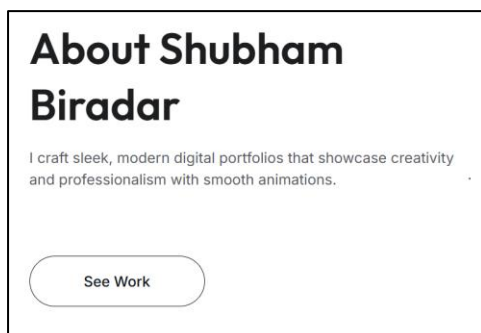 About Shubham
Biradar
I craft sleek, modern digital portfolios that showcase creativity
and professionalism with smooth animations.
See Work